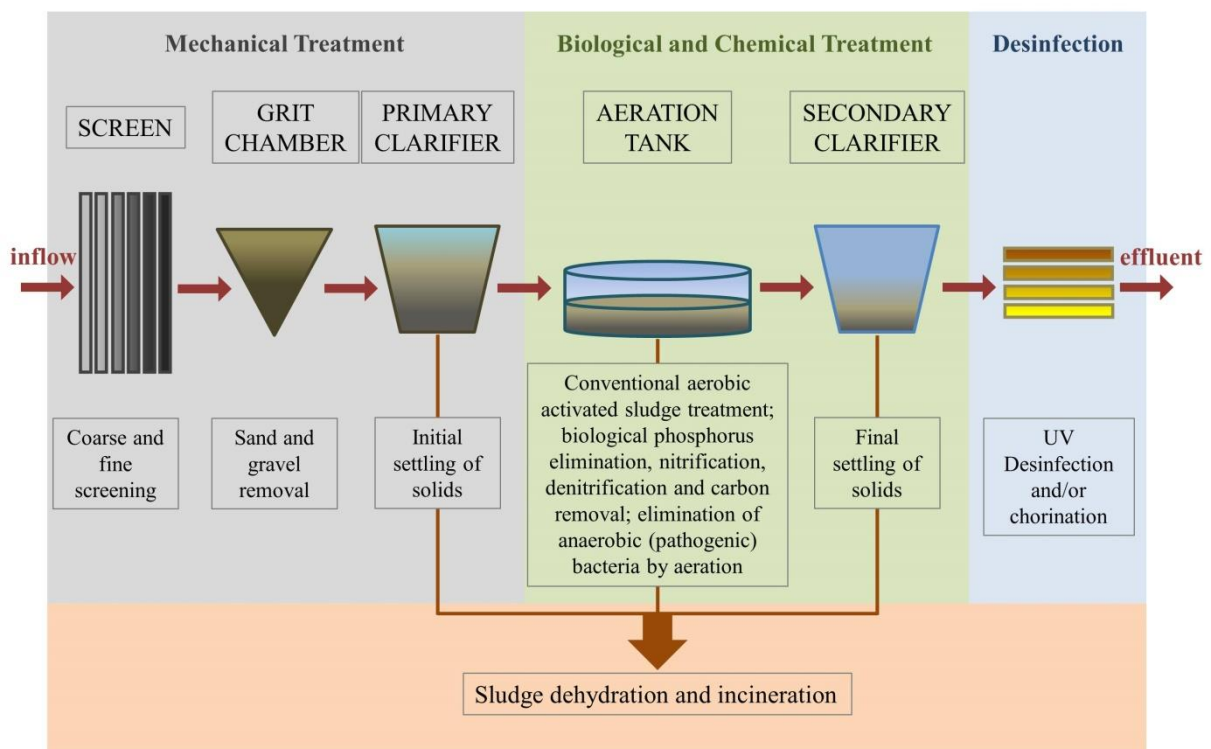 Mechanical Treatment
Biological and Chemical Treatment
Desinfection
SCREEN
GRIT
CHAMBER
PRIMARY
CLARIFIER
AERATION
TANK
SECONDARY
CLARIFIER
inflow
effluent
Coarse and
fine
screening
Sand and
gravel
removal
Initial
settling of
solids
Conventional aerobic
activated sludge treatment;
biological phosphorus
elimination, nitrification,
denitrification and carbon
removal; elimination of
anaerobic (pathogenic)
bacteria by aeration
Final
settling of
solids
UV
Desinfection
and/or
chorination
Sludge dehydration and incineration